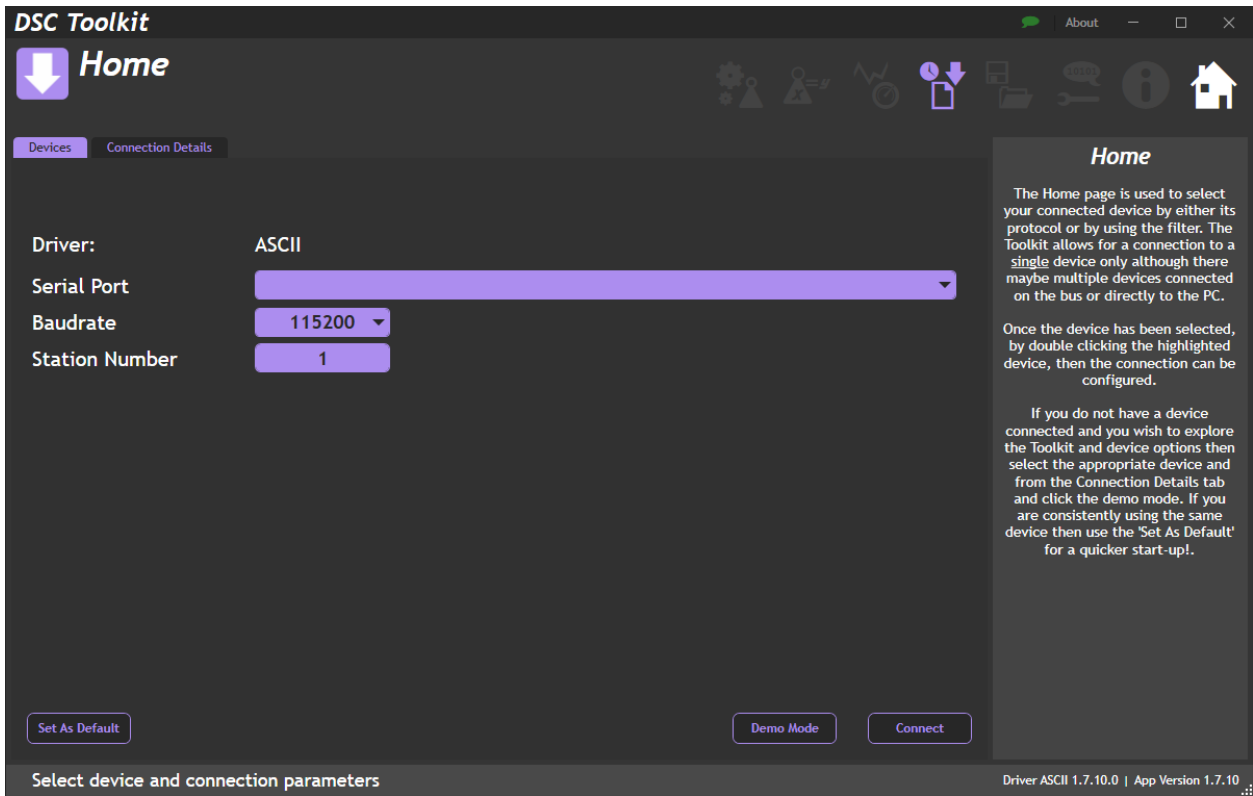 DSC Toolkit
About
Home
Devices
Connection Details
Driver:
ASCII
Serial Port
Baudrate
115200
Station Number
1
Set As Default
Demo Mode
Connect
Home
The Home page is used to select
your connected device by either its
protocol or by using the filter. The
Toolkit allows for a connection to a
single device only although there
maybe multiple devices connected
on the bus or directly to the PC.
Once the device has been selected,
by double clicking the highlighted
device, then the connection can be
configured.
If you do not have a device
connected and you wish to explore
the Toolkit and device options then
select the appropriate device and
from the Connection Details tab
and click the demo mode. If you
are consistently using the same
device then use the 'Set As Default'
for a quicker start-up!.
Select device and connection parameters
Driver ASCII 1.7.10.0 | App Version 1.7.10